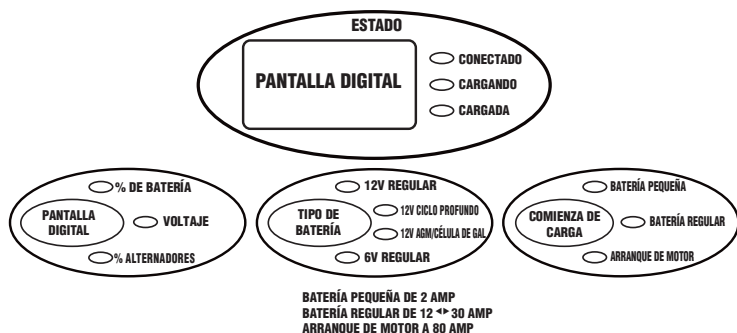 ESTADO
PANTALLA DIGITAL
CONECTADO
CARGANDO
CARGADA
% DE BATERÍA
PANTALLA
DIGITAL
VOLTAJE
% ALTERNADORES
12V REGULAR
TIPO DE
BATERÍA
12V CICLO PROFUNDO
12V AGM/CÉLULA DE GAL
6V REGULAR
BATERÍA PEQUEÑA
COMIENZA DE
CARGA
BATERÍA REGULAR
ARRANQUE DE MOTOR
BATERÍA PEQUEÑA DE 2 AMP
BATERÍA REGULAR DE 12 ◄► 30 AMP
ARRANQUE DE MOTOR A 80 AMP